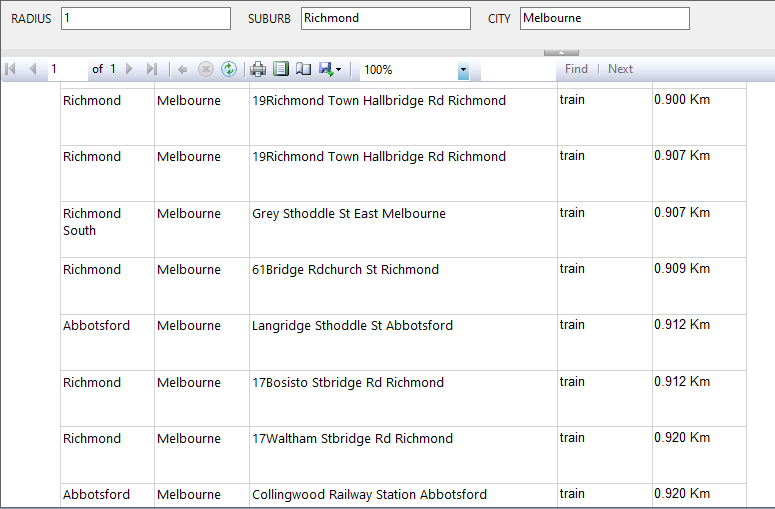 RADIUS 1 SUBURB Richmond CITY Melbourne
1 of 1 100% Find | Next
Richmond Melbourne 19Richmond Town Hallbridge Rd Richmond train 0.900 Km
Richmond Melbourne 19Richmond Town Hallbridge Rd Richmond train 0.907 Km
Richmond Melbourne Grey Sthoddle St East Melbourne train 0.907 Km
South
Richmond Melbourne 61Bridge Rdchurch St Richmond train 0.909 Km
Abbotsford Melbourne Langridge Sthoddle St Abbotsford train 0.912 Km
Richmond Melbourne 17Bosisto Stbridge Rd Richmond train 0.912 Km
Richmond Melbourne 17Waltham Stbridge Rd Richmond train 0.920 Km
Abbotsford Melbourne Collingwood Railway Station Abbotsford train 0.920 Km